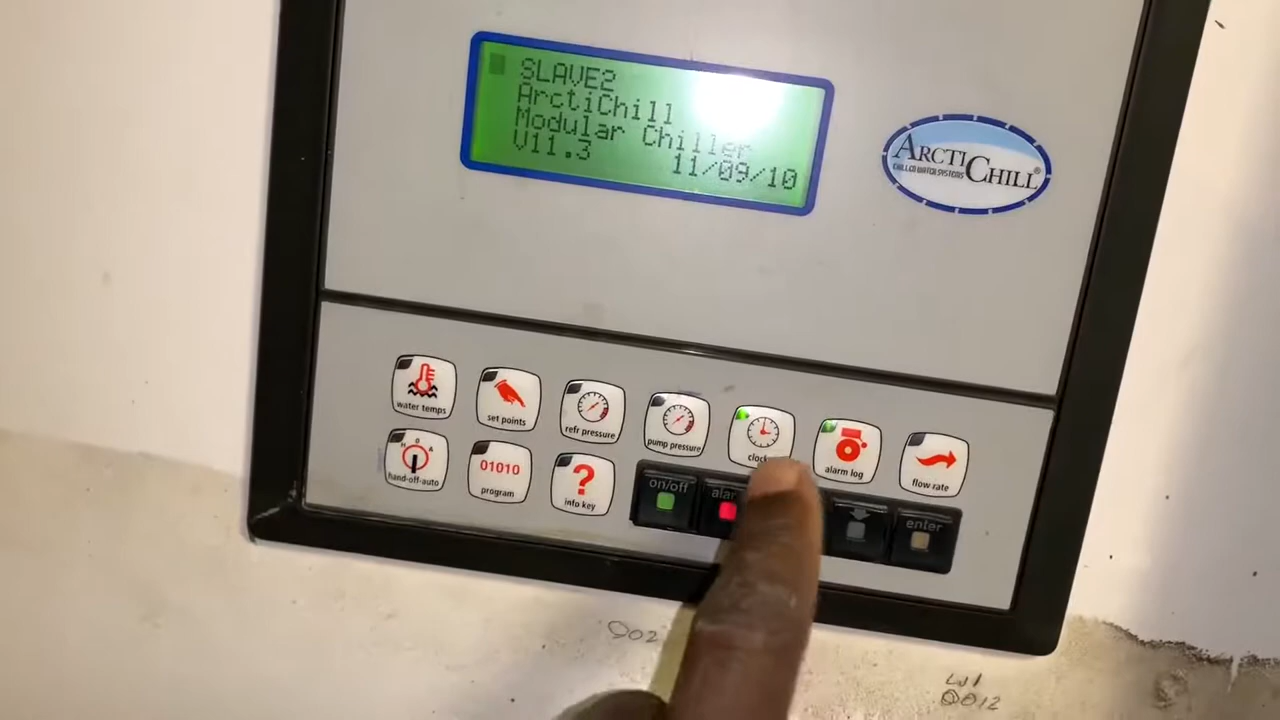 SLAVE2
ArctiChill
Modular Chiller
V11.3 11/09/10
ARCTICHILL®
CHILLED WATER SYSTEMS
water temps
set points
refr pressure
pump pressure
clock
alarm log
flow rate
hand-off-auto
H O A
01010
program
?
info key
on/off
enter
002